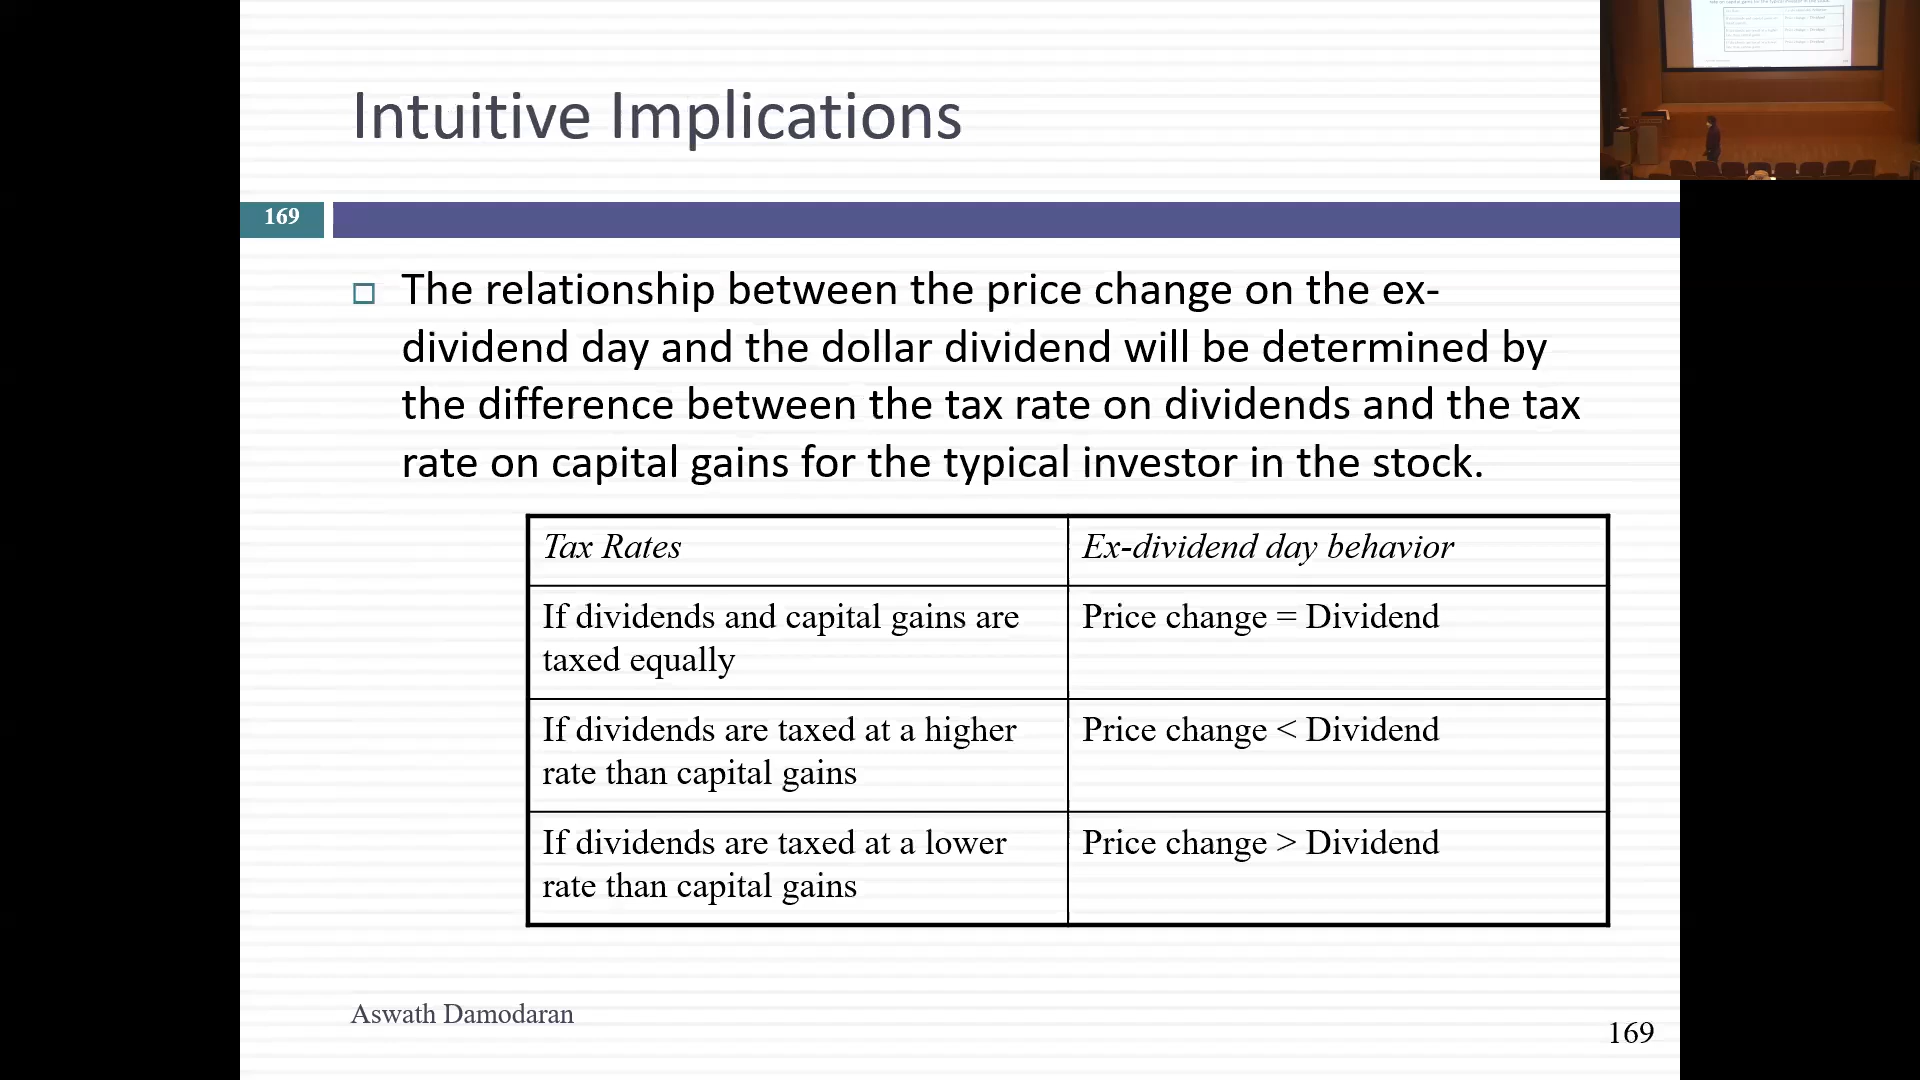 Intuitive Implications
169
The relationship between the price change on the ex-
dividend day and the dollar dividend will be determined by
the difference between the tax rate on dividends and the tax
rate on capital gains for the typical investor in the stock.
Tax Rates
Ex-dividend day behavior
If dividends and capital gains are
taxed equally
Price change = Dividend
If dividends are taxed at a higher
rate than capital gains
Price change < Dividend
If dividends are taxed at a lower
rate than capital gains
Price change > Dividend
Aswath Damodaran
169